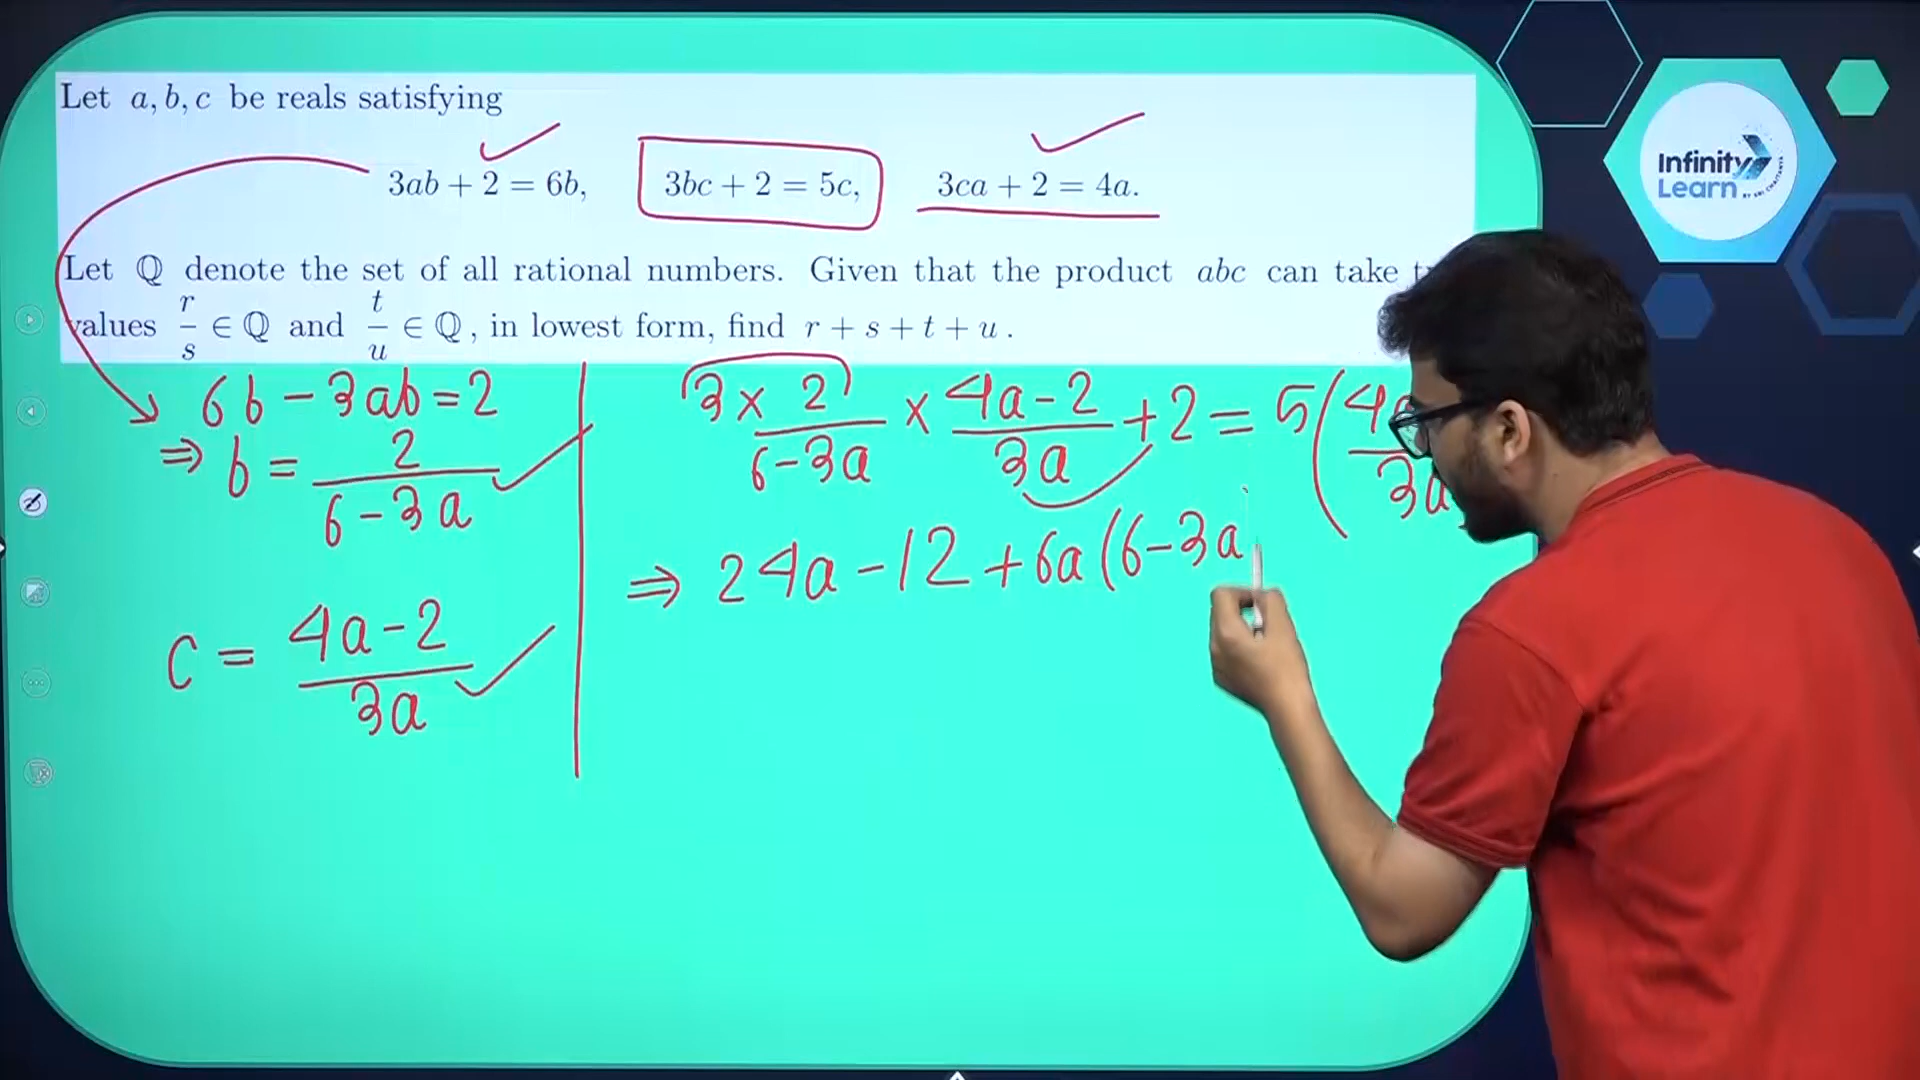 Let a, b, c be reals satisfying
3ab + 2 = 6b, 3bc + 2 = 5c, 3ca + 2 = 4a.
Let ℚ denote the set of all rational numbers. Given that the product abc can take
values r/s ∈ ℚ and t/u ∈ ℚ, in lowest form, find r + s + t + u.
6b - 3ab = 2
⇒ b = 2/(6-3a)
c = (4a-2)/3a
3 × 2/(6-3a) × (4a-2)/3a + 2 = 5(4a/3a
⇒ 24a - 12 + 6a(6-3a
Infinity
Learn